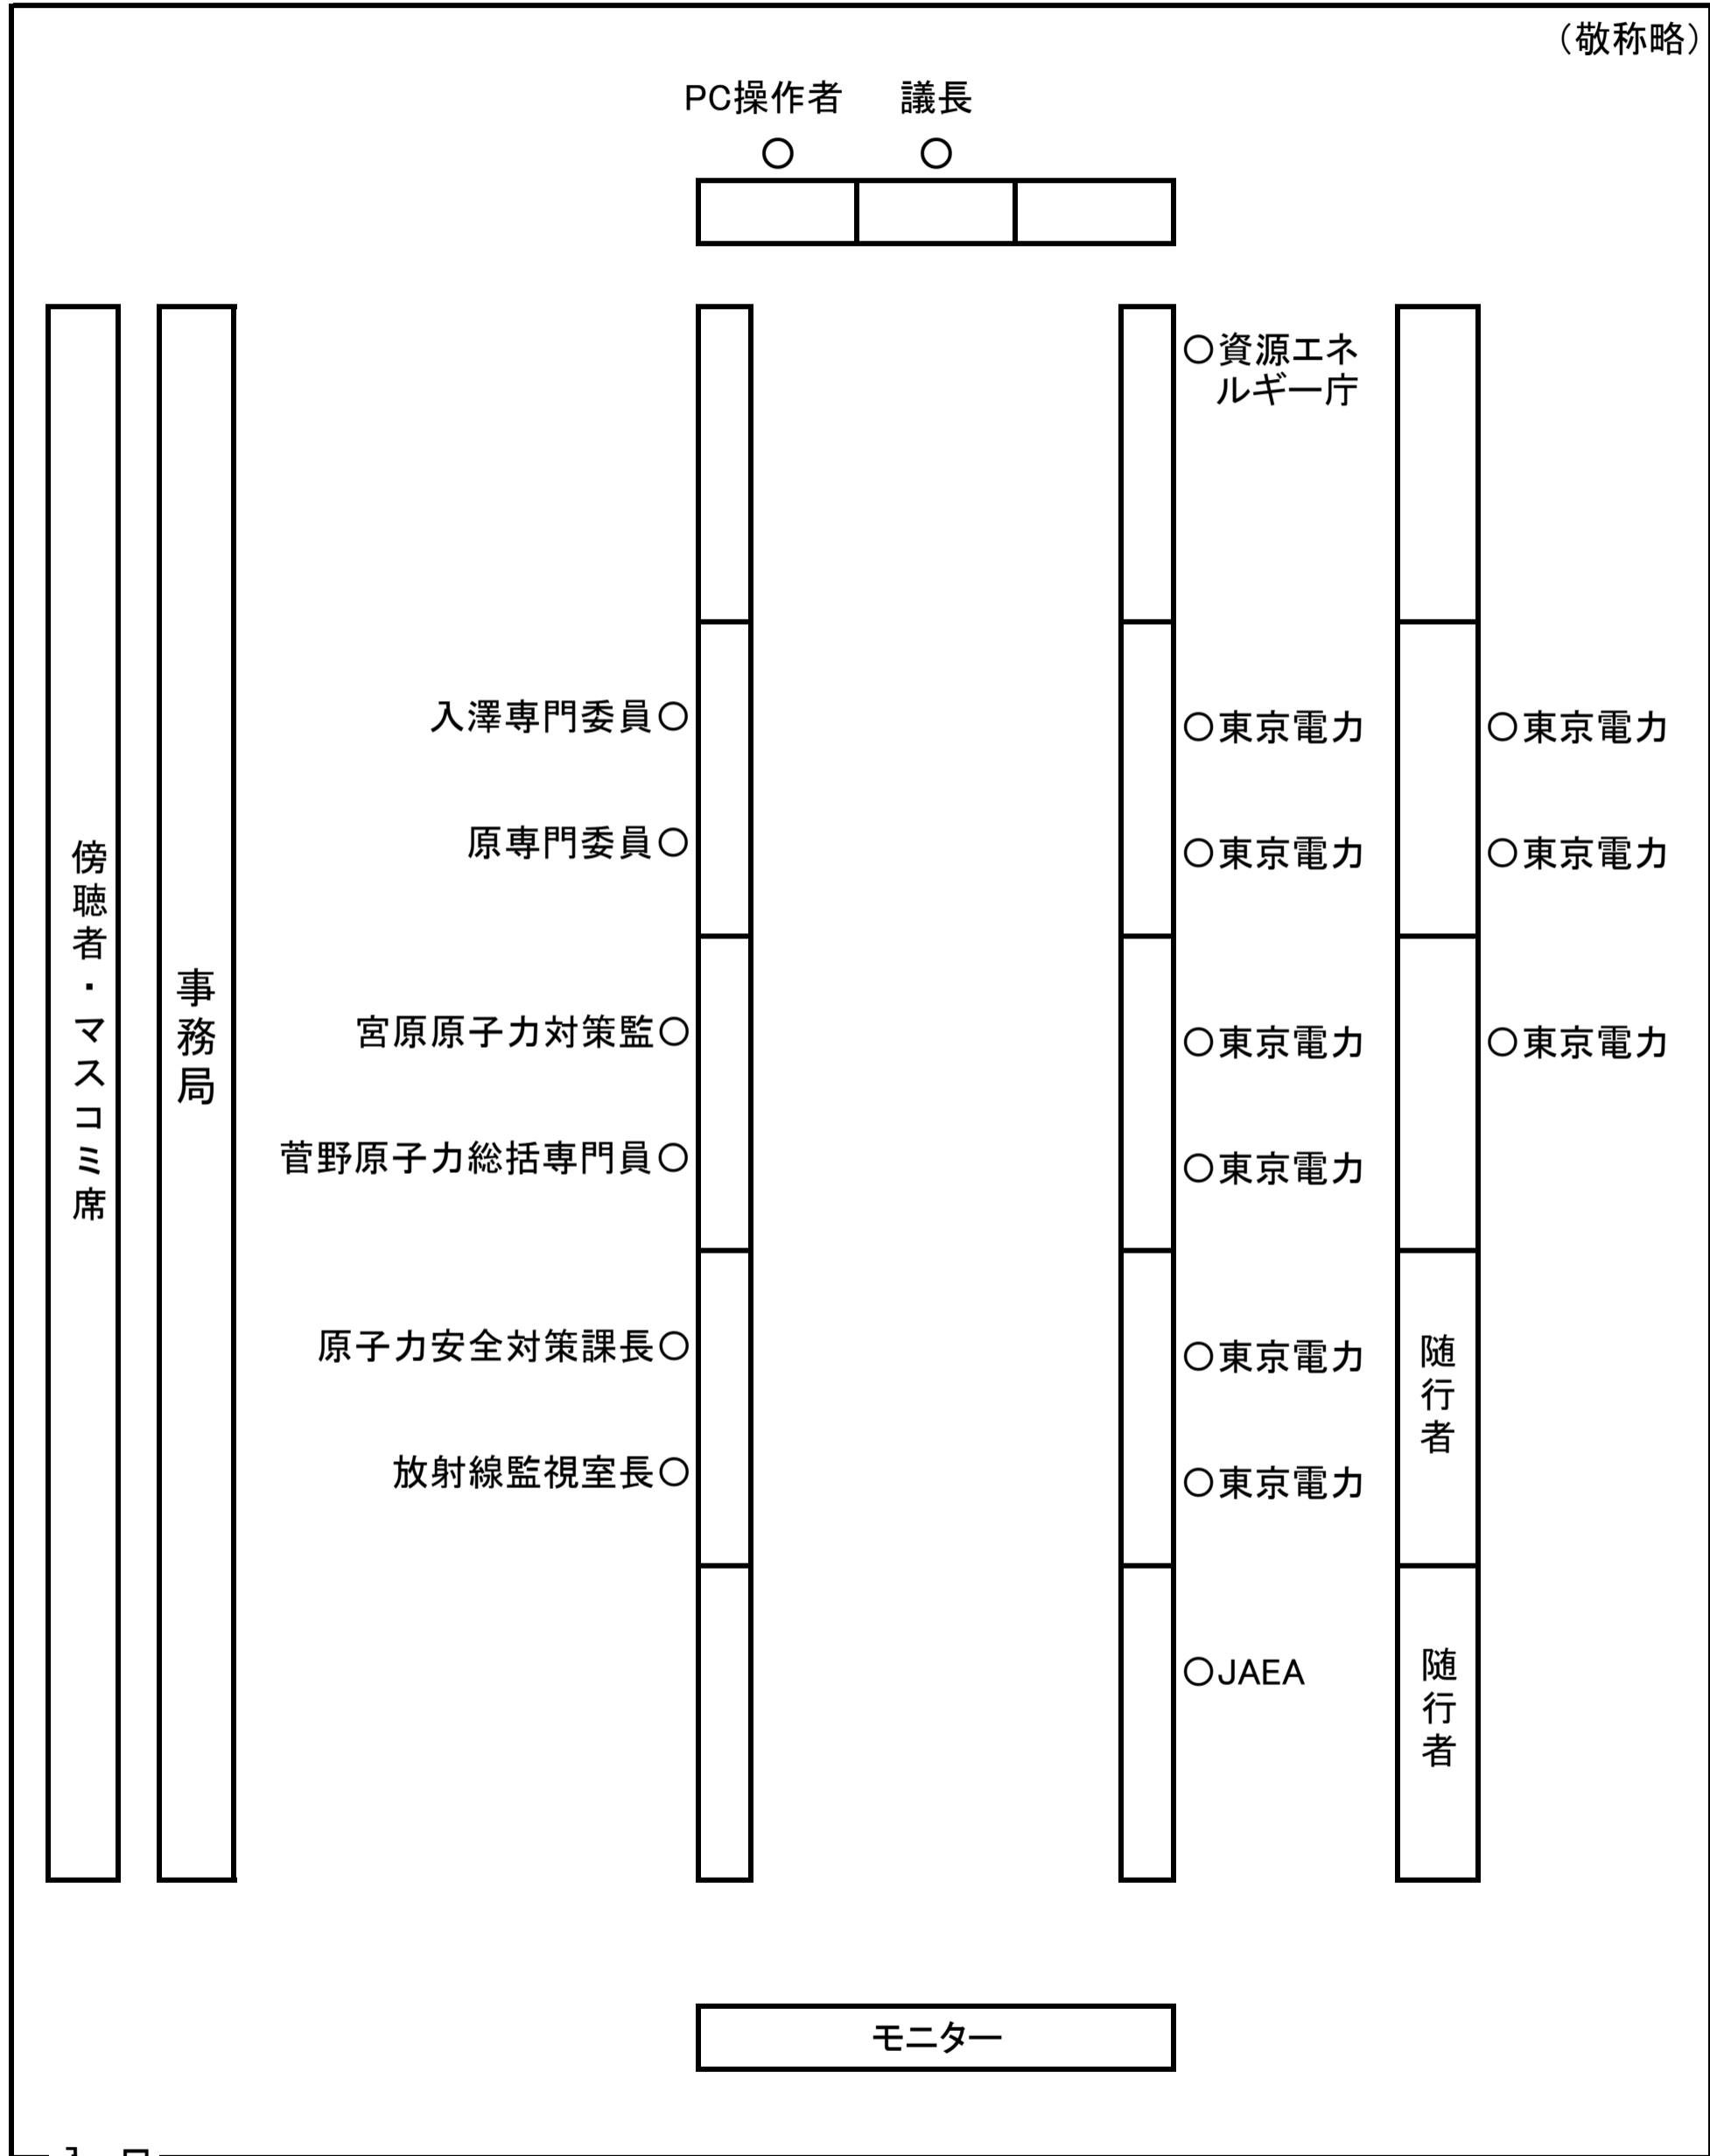 （敬称略）
PC操作者　議長
○　○
○資源エネ
ルギー庁
入澤専門委員○
○東京電力
○東京電力
原専門委員○
○東京電力
○東京電力
宮原原子力対策監○
○東京電力
○東京電力
菅野原子力総括専門員○
○東京電力
原子力安全対策課長○
○東京電力
放射線監視室長○
○東京電力
○JAEA
傍聴者・マスコミ席
事務局
随行者
随行者
モニター